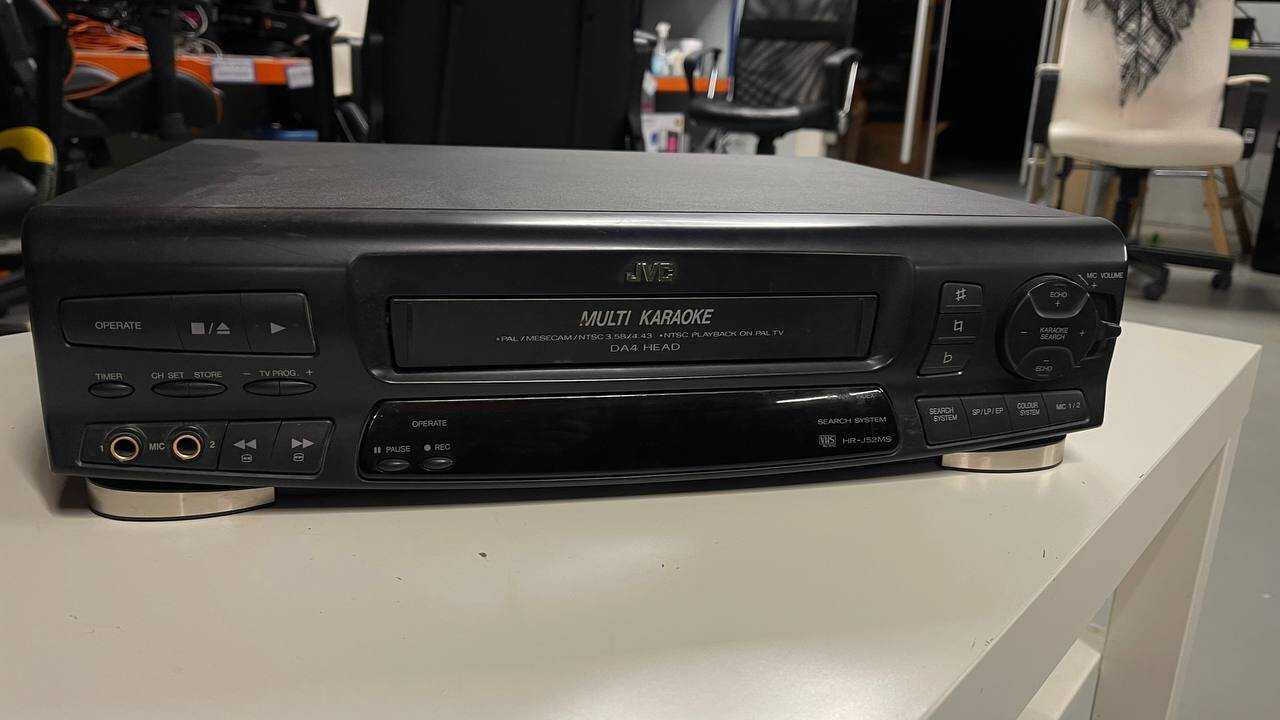 JVC
MIC VOLUME
- +
ECHO
+
MULTI KARAOKE
•PAL/MESECAM/NTSC 3.58/4.43 •NTSC PLAYBACK ON PAL TV
DA4 HEAD
OPERATE
♯
♮
♭
- KARAOKE SEARCH +
-
ECHO
TIMER
CH SET STORE
- TV PROG. +
1 MIC 2
OPERATE
PAUSE
REC
SEARCH SYSTEM
VHS HR-J52MS
SEARCH SYSTEM
SP/LP/EP
COLOUR SYSTEM
MIC 1/2